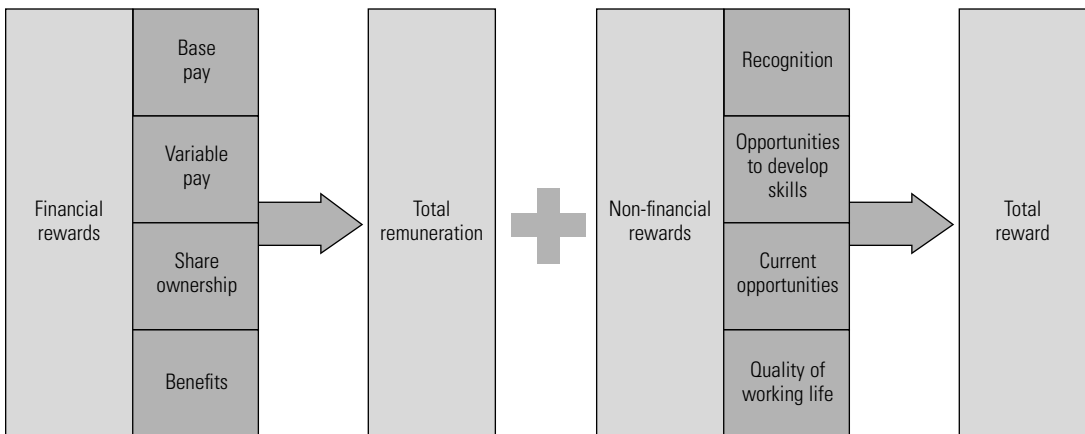 Financial
rewards
Base
pay
Variable
pay
Share
ownership
Benefits
Total
remuneration
Non-financial
rewards
Recognition
Opportunities
to develop
skills
Current
opportunities
Quality of
working life
Total
reward